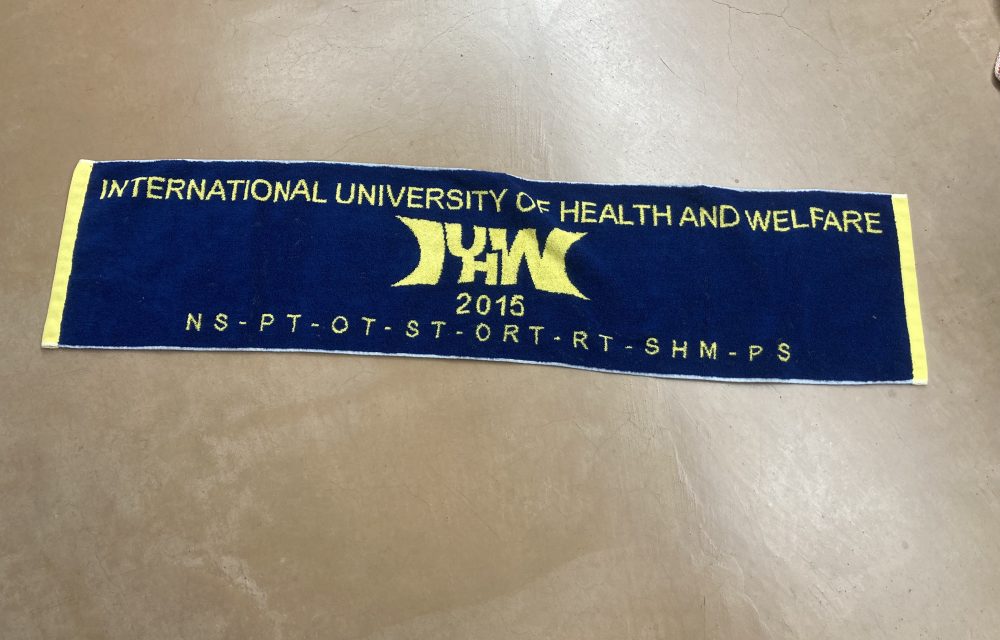 INTERNATIONAL UNIVERSITY OF HEALTH AND WELFARE
IUHW
2015
NS-PT-OT-ST-ORT-RT-SHM-PS